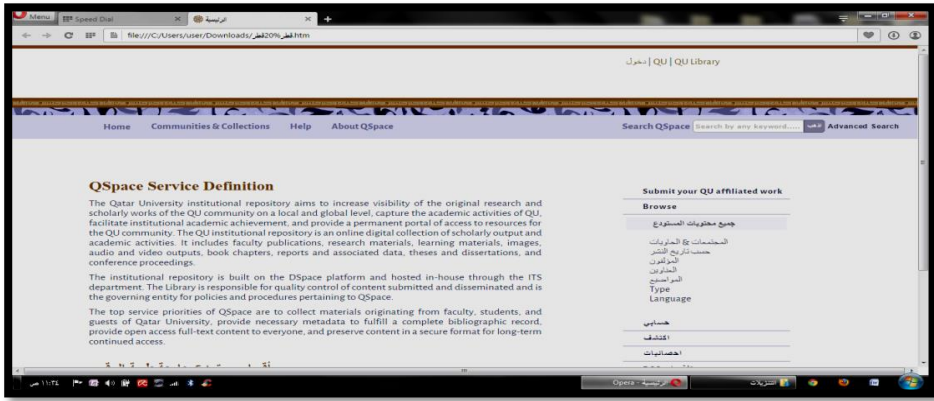 Menu
Speed Dial
الرئيسية
file:///C:/Users/user/Downloads/قطر%20قطر.htm
دخول | QU | QU Library
Home Communities & Collections Help About QSpace
Search QSpace Search by any keyword..... اذهب Advanced Search
QSpace Service Definition
The Qatar University institutional repository aims to increase visibility of the original research and
scholarly works of the QU community on a local and global level, capture the academic activities of QU,
facilitate institutional academic achievement, and provide a permanent portal of access to resources for
the QU community. The QU institutional repository is an online digital collection of scholarly output and
academic activities. It includes faculty publications, research materials, learning materials, images,
audio and video outputs, book chapters, reports and associated data, theses and dissertations, and
conference proceedings.
The institutional repository is built on the DSpace platform and hosted in-house through the ITS
department. The Library is responsible for quality control of content submitted and disseminated and is
the governing entity for policies and procedures pertaining to QSpace.
The top service priorities of QSpace are to collect materials originating from faculty, students, and
guests of Qatar University, provide necessary metadata to fulfill a complete bibliographic record,
provide open access full-text content to everyone, and preserve content in a secure format for long-term
continued access.
Submit your QU affiliated work
Browse
جميع محتويات المستودع
المجتمعات & الحاويات
حسب تاريخ النشر
المؤلفون
العناوين
المواضيع
Type
Language
حسابي
اكتشف
احصائيات
١١:٢٤ ص
الرئيسية - Opera
التنزيلات